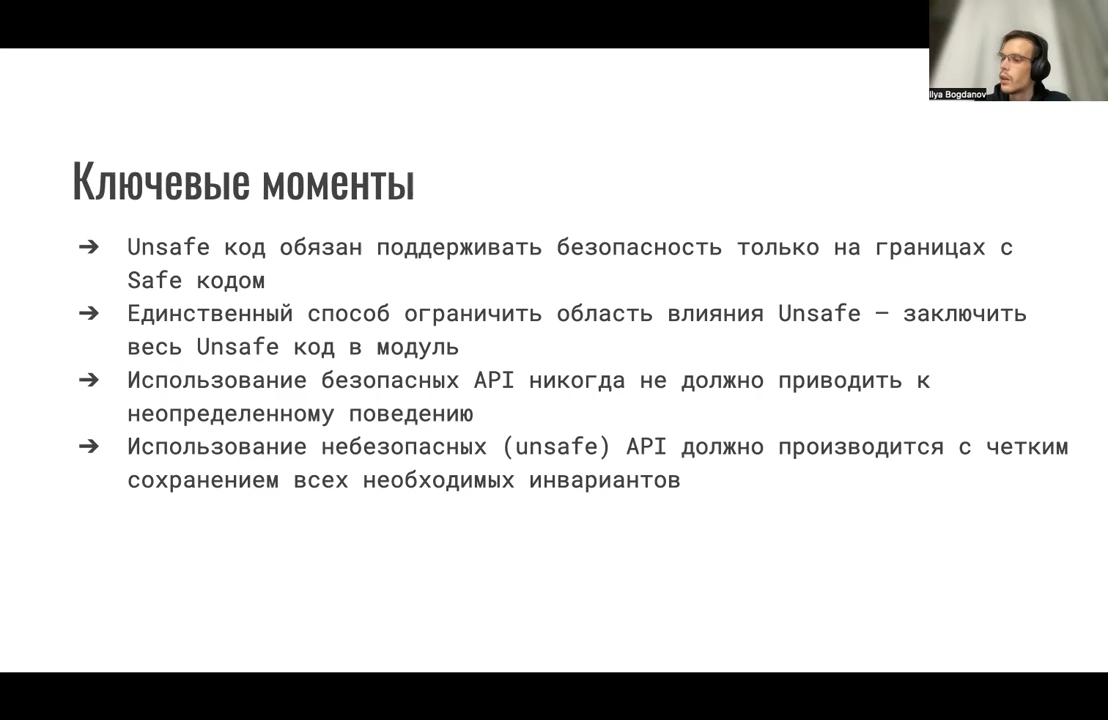 Ilya Bogdanov
Ключевые моменты
➔ Unsafe код обязан поддерживать безопасность только на границах с
Safe кодом
➔ Единственный способ ограничить область влияния Unsafe — заключить
весь Unsafe код в модуль
➔ Использование безопасных API никогда не должно приводить к
неопределенному поведению
➔ Использование небезопасных (unsafe) API должно производится с четким
сохранением всех необходимых инвариантов